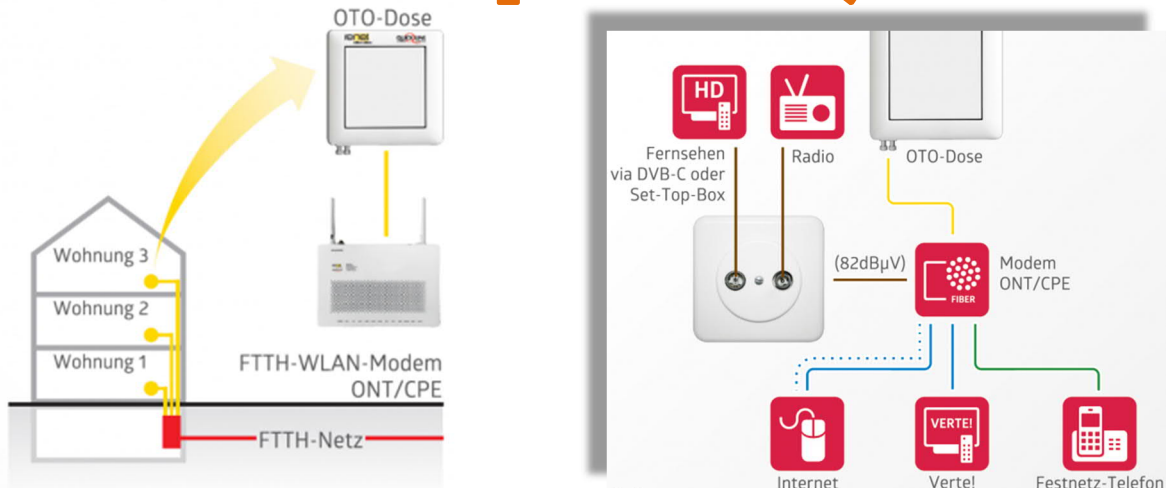 OTO-Dose
Wohnung 3
Wohnung 2
Wohnung 1
FTTH-WLAN-Modem
ONT/CPE
FTTH-Netz
HD
Fernsehen
via DVB-C oder
Set-Top-Box
Radio
OTO-Dose
(82dBµV)
FIBER
Modem
ONT/CPE
VERTE!
Internet
Verte!
Festnetz-Telefon